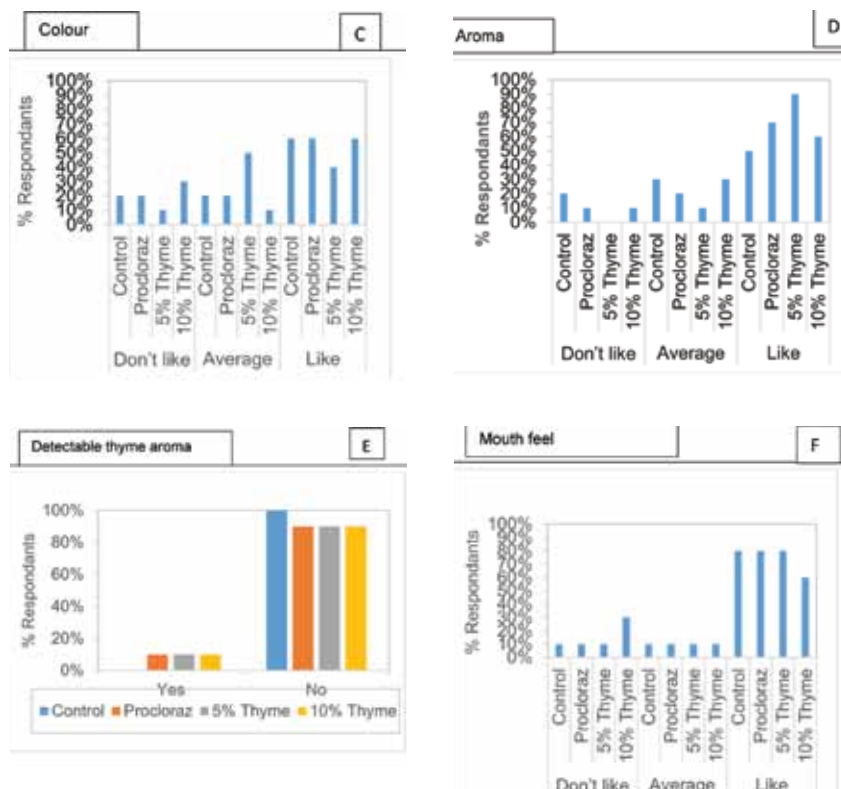 Colour
C
% Respondants
100%
90%
80%
70%
60%
50%
40%
30%
20%
10%
0%
Control
Procloraz
5% Thyme
10% Thyme
Control
Procloraz
5% Thyme
10% Thyme
Control
Procloraz
5% Thyme
10% Thyme
Don't like Average Like
Aroma
D
% Respondants
100%
90%
80%
70%
60%
50%
40%
30%
20%
10%
0%
Control
Procloraz
5% Thyme
10% Thyme
Control
Procloraz
5% Thyme
10% Thyme
Control
Procloraz
5% Thyme
10% Thyme
Don't like Average Like
Detectable thyme aroma
E
% Respondants
100%
80%
60%
40%
20%
0%
Yes No
Control Procloraz 5% Thyme 10% Thyme
Mouth feel
F
% Respondants
100%
90%
80%
70%
60%
50%
40%
30%
20%
10%
0%
Control
Procloraz
5% Thyme
10% Thyme
Control
Procloraz
5% Thyme
10% Thyme
Control
Procloraz
5% Thyme
10% Thyme
Don't like Average Like